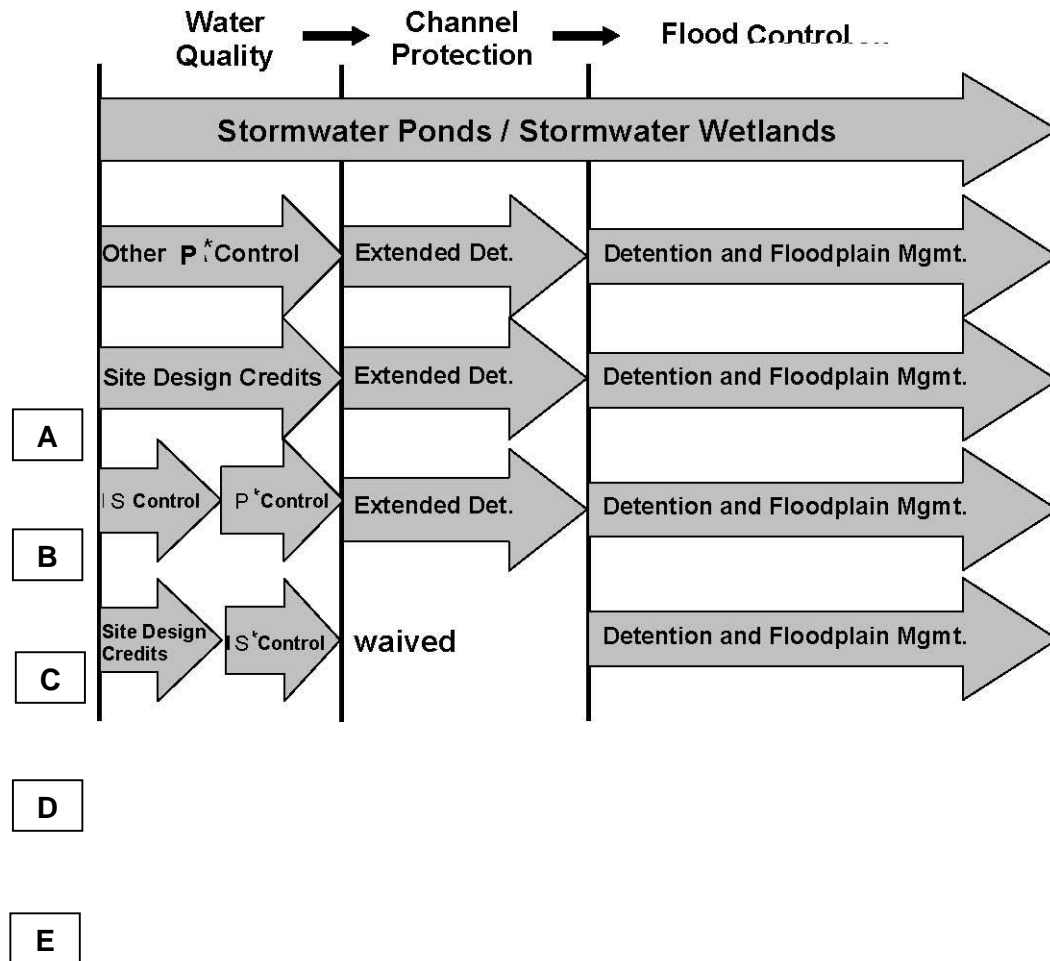 Water Quality
Channel Protection
Flood Control
Stormwater Ponds / Stormwater Wetlands
Other P * Control
Extended Det.
Detention and Floodplain Mgmt.
Site Design Credits
Extended Det.
Detention and Floodplain Mgmt.
A
IS Control
P * Control
Extended Det.
Detention and Floodplain Mgmt.
B
Site Design
Credits
IS * Control
waived
Detention and Floodplain Mgmt.
C
D
E